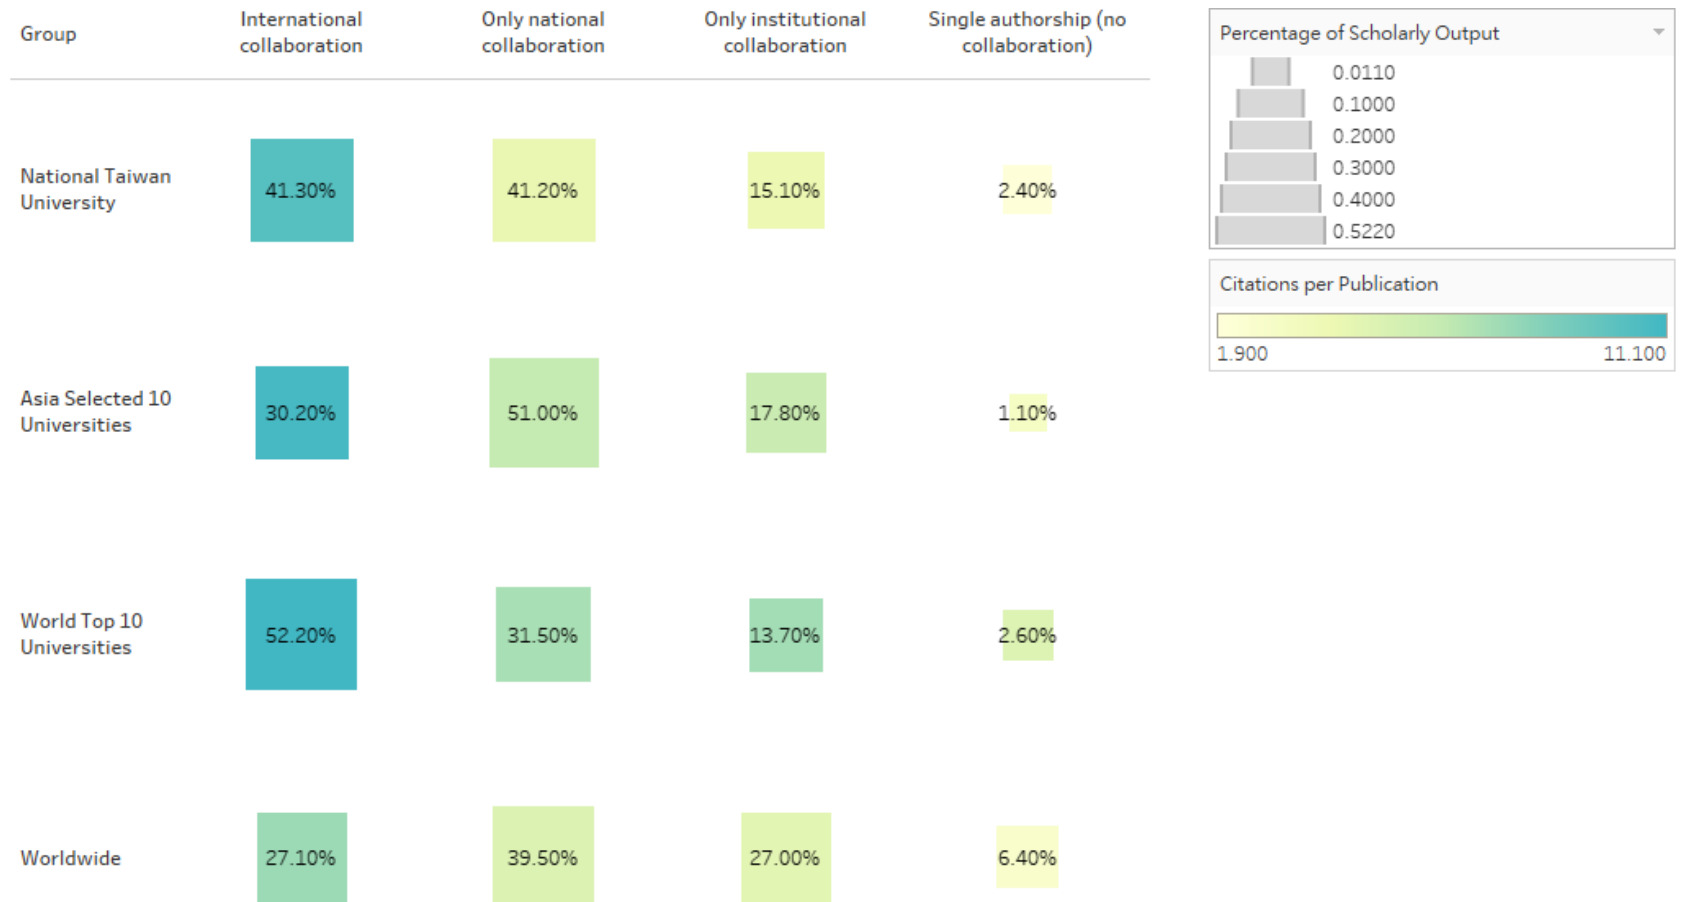 Group
International
collaboration
Only national
collaboration
Only institutional
collaboration
Single authorship (no
collaboration)
National Taiwan
University
41.30%
41.20%
15.10%
2.40%
Asia Selected 10
Universities
30.20%
51.00%
17.80%
1.10%
World Top 10
Universities
52.20%
31.50%
13.70%
2.60%
Worldwide
27.10%
39.50%
27.00%
6.40%
Percentage of Scholarly Output
0.0110
0.1000
0.2000
0.3000
0.4000
0.5220
Citations per Publication
1.900
11.100